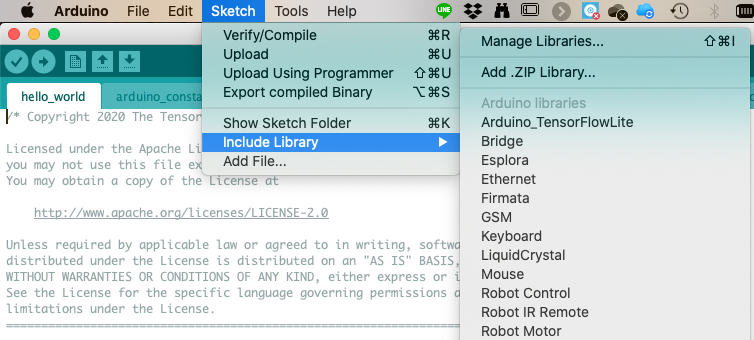 Arduino File Edit Sketch Tools Help
LINE
Verify/Compile ⌘R
Upload ⌘U
Upload Using Programmer ⇧⌘U
Export compiled Binary ⌥⌘S
Show Sketch Folder ⌘K
Include Library
Add File...
Manage Libraries... ⇧⌘I
Add .ZIP Library...
Arduino libraries
Arduino_TensorFlowLite
Bridge
Esplora
Ethernet
Firmata
GSM
Keyboard
LiquidCrystal
Mouse
Robot Control
Robot IR Remote
Robot Motor
hello_world arduino_consta
/* Copyright 2020 The Tensor
Licensed under the Apache Li
you may not use this file ex
You may obtain a copy of the License at
http://www.apache.org/licenses/LICENSE-2.0
Unless required by applicable law or agreed to in writing, softwa
distributed under the License is distributed on an "AS IS" BASIS,
WITHOUT WARRANTIES OR CONDITIONS OF ANY KIND, either express or i
See the License for the specific language governing permissions a
limitations under the License.